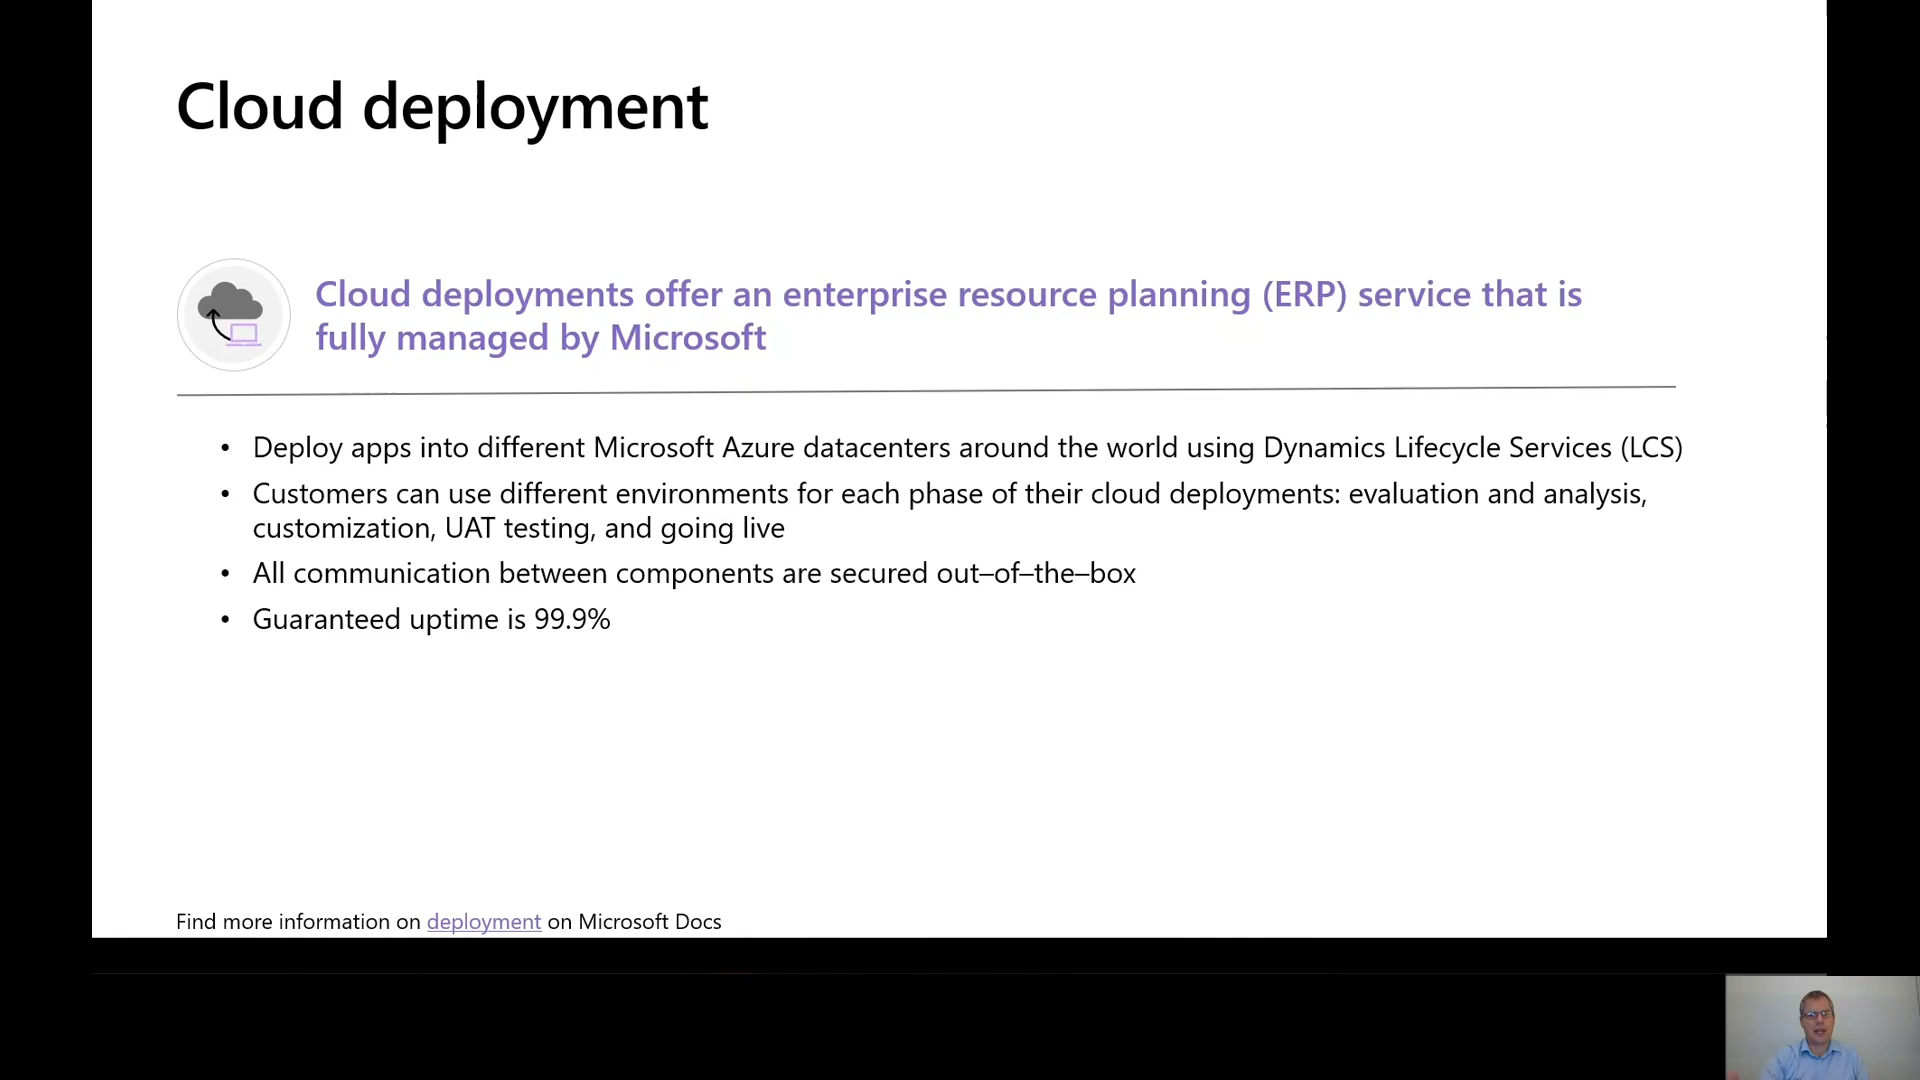 Cloud deployment
Cloud deployments offer an enterprise resource planning (ERP) service that is
fully managed by Microsoft
• Deploy apps into different Microsoft Azure datacenters around the world using Dynamics Lifecycle Services (LCS)
• Customers can use different environments for each phase of their cloud deployments: evaluation and analysis,
customization, UAT testing, and going live
• All communication between components are secured out–of–the–box
• Guaranteed uptime is 99.9%
Find more information on deployment on Microsoft Docs